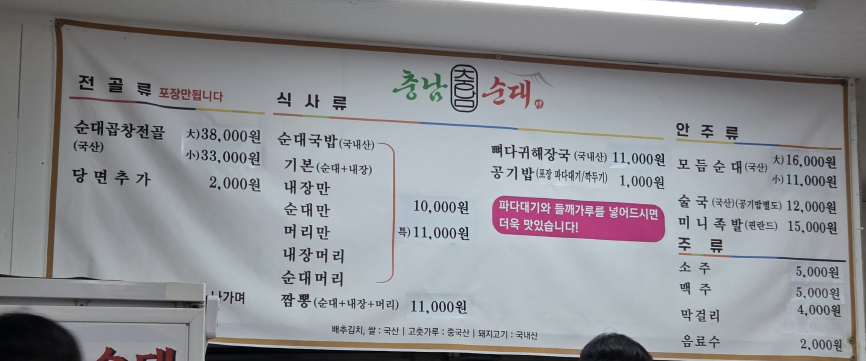 충남 충남 순대
전골류 포장만됩니다
순대곱창전골 大)38,000원
(국산) 小)33,000원
당면추가 2,000원
나가며
식사류
순대국밥(국내산)
기본(순대+내장)
내장만
순대만 10,000원
머리만 특)11,000원
내장머리
순대머리
짬뽕(순대+내장+머리) 11,000원
뼈다귀해장국(국내산) 11,000원
공기밥(포장 파다대기/깍두기) 1,000원
파다대기와 들깨가루를 넣어드시면
더욱 맛있습니다!
안주류
모듬순대(국산) 大)16,000원
小)11,000원
술국(국산)(공기밥별도) 12,000원
미니족발(핀란드) 15,000원
주류
소주 5,000원
맥주 5,000원
막걸리 4,000원
음료수 2,000원
배추김치, 쌀 : 국산 | 고춧가루 : 중국산 | 돼지고기 : 국내산
순대